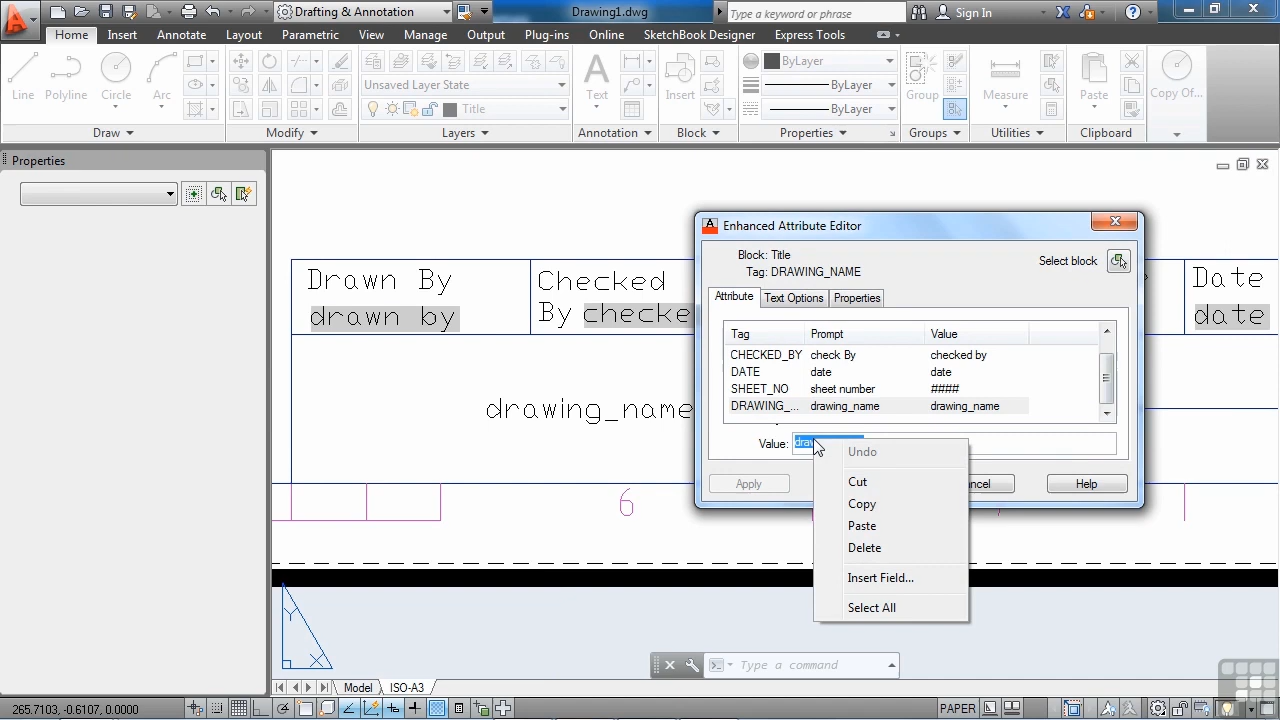 Drafting & Annotation
Drawing1.dwg
Type a keyword or phrase
Sign In
Home Insert Annotate Layout Parametric View Manage Output Plug-ins Online SketchBook Designer Express Tools
Line Polyline Circle Arc
Unsaved Layer State
Title
Text
Insert
ByLayer
ByLayer
ByLayer
Group
Measure
Paste
Copy Of...
Draw Modify Layers Annotation Block Properties Groups Utilities Clipboard
Properties
Drawn By
drawn by
Checked
By checke
Date
date
drawing_name
6
Enhanced Attribute Editor
Block: Title
Tag: DRAWING_NAME
Select block
Attribute Text Options Properties
Tag Prompt Value
CHECKED_BY check By checked by
DATE date date
SHEET_NO sheet number ####
DRAWING_... drawing_name drawing_name
Value: draw
Apply
ancel
Help
Undo
Cut
Copy
Paste
Delete
Insert Field...
Select All
Y
X
Type a command
Model ISO-A3
265.7103, -0.6107, 0.0000
PAPER